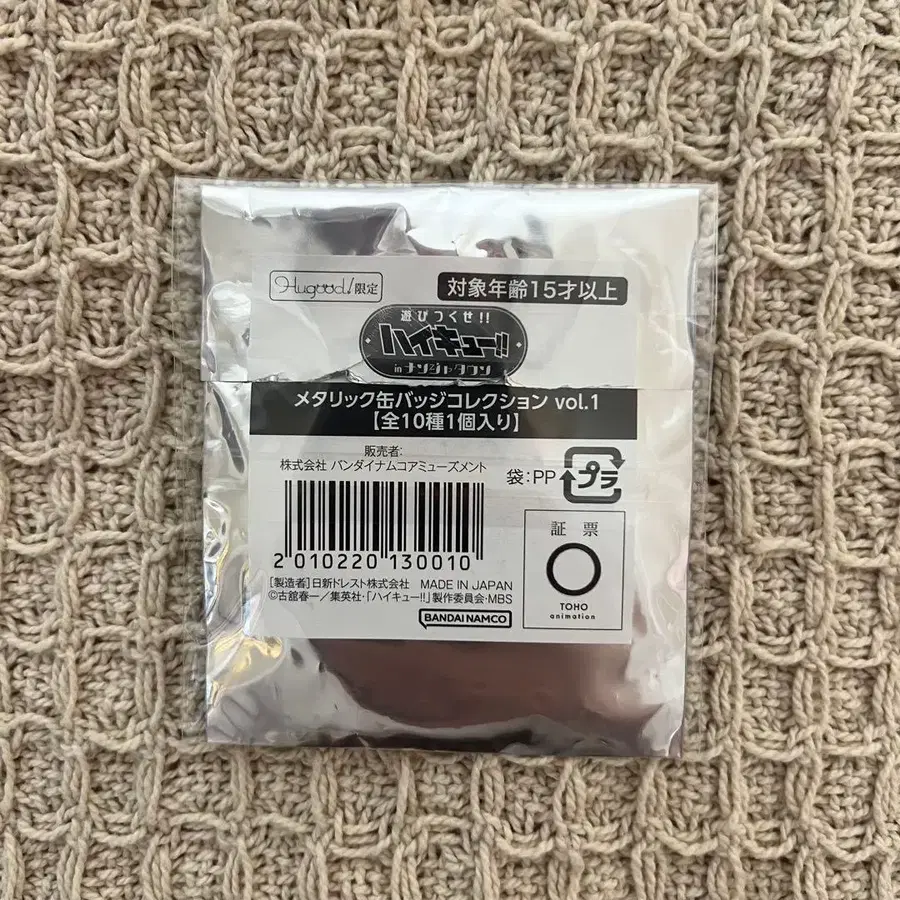 Hugood!限定
対象年齢15才以上
遊びつくせ!!
ハイキュー!!
inナンジャタウン
メタリック缶バッジコレクション vol.1
【全10種1個入り】
販売者:
株式会社 バンダイナムコアミューズメント
袋:PP
プラ
2 010220 130010
証票
TOHO
animation
[製造者]日新ドレスト株式会社 MADE IN JAPAN
©古舘春一/集英社・「ハイキュー!!」製作委員会・MBS
BANDAI NAMCO